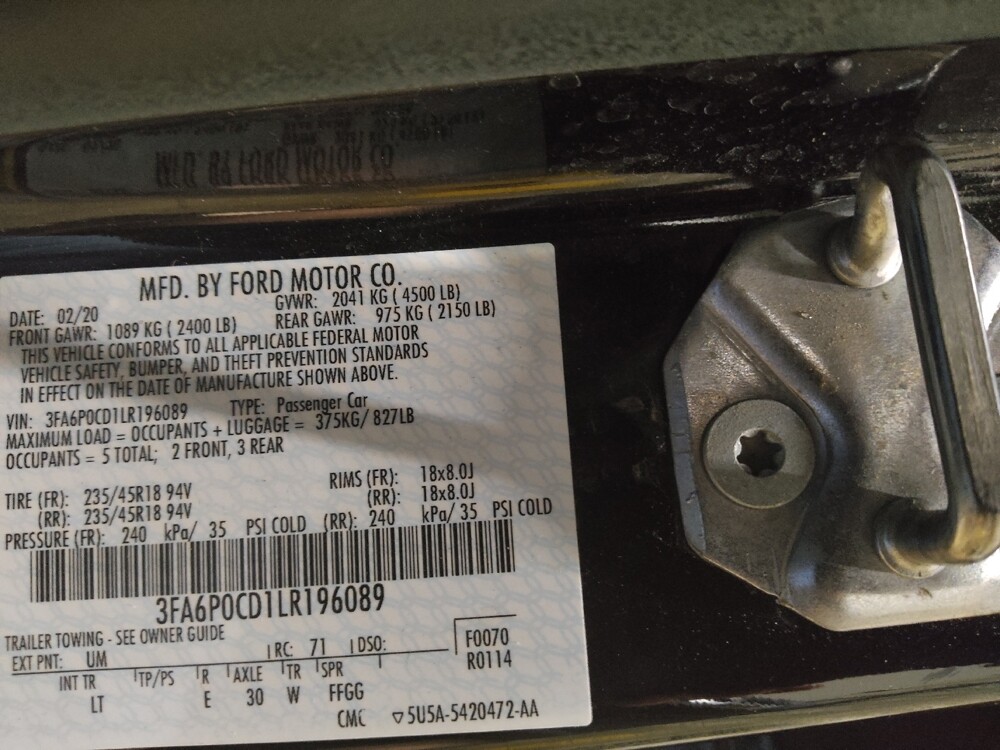 MFD. BY FORD MOTOR CO.
DATE: 02/20 GVWR: 2041 KG ( 4500 LB)
FRONT GAWR: 1089 KG ( 2400 LB) REAR GAWR: 975 KG ( 2150 LB)
THIS VEHICLE CONFORMS TO ALL APPLICABLE FEDERAL MOTOR
VEHICLE SAFETY, BUMPER, AND THEFT PREVENTION STANDARDS
IN EFFECT ON THE DATE OF MANUFACTURE SHOWN ABOVE.
VIN: 3FA6P0CD1LR196089 TYPE: Passenger Car
MAXIMUM LOAD = OCCUPANTS + LUGGAGE = 375KG/ 827LB
OCCUPANTS = 5 TOTAL; 2 FRONT, 3 REAR
TIRE (FR): 235/45R18 94V RIMS (FR): 18x8.0J
(RR): 235/45R18 94V (RR): 18x8.0J
PRESSURE (FR): 240 kPa/ 35 PSI COLD (RR): 240 kPa/ 35 PSI COLD
3FA6P0CD1LR196089
TRAILER TOWING - SEE OWNER GUIDE
EXT PNT: UM RC: 71 DSO: F0070
R0114
INT TR TP/PS R AXLE TR SPR
LT E 30 W FFGG
CMC ▽5U5A-5420472-AA